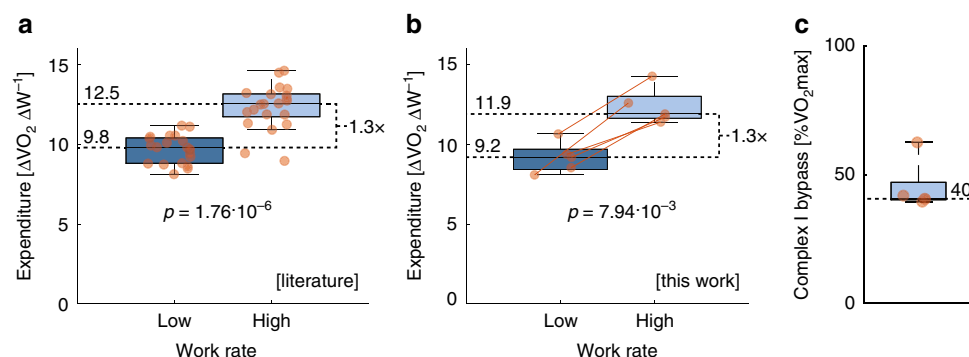 a
Expenditure [ΔVO₂ ΔW⁻¹]
15
10
5
0
12.5
9.8
1.3×
p = 1.76·10⁻⁶
[literature]
Low
High
Work rate
b
Expenditure [ΔVO₂ ΔW⁻¹]
15
10
5
0
11.9
9.2
1.3×
p = 7.94·10⁻³
[this work]
Low
High
Work rate
c
Complex I bypass [%VO₂max]
100
50
0
40